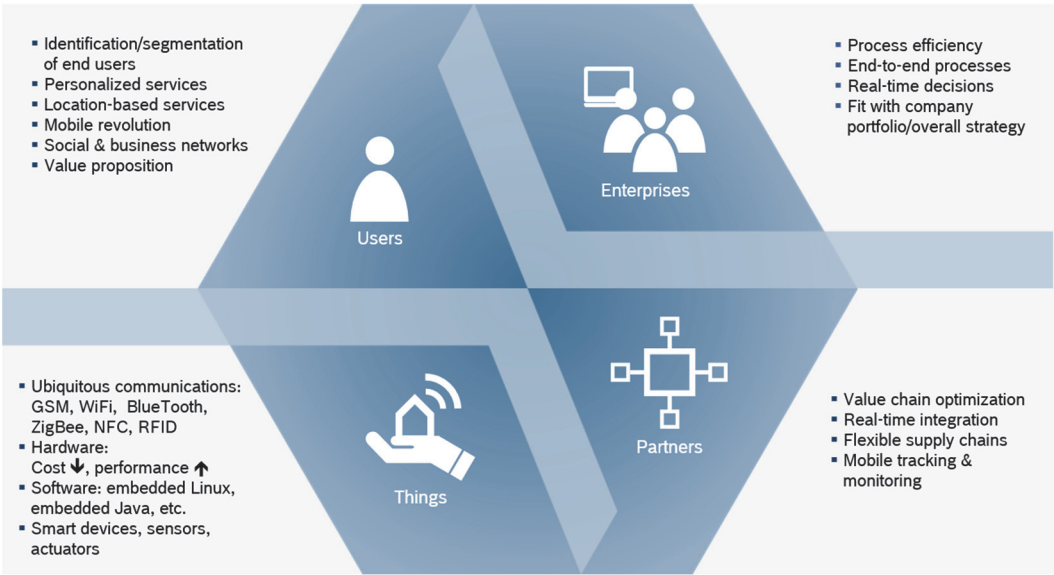 ▪ Identification/segmentation
of end users
▪ Personalized services
▪ Location-based services
▪ Mobile revolution
▪ Social & business networks
▪ Value proposition
Users
▪ Process efficiency
▪ End-to-end processes
▪ Real-time decisions
▪ Fit with company
portfolio/overall strategy
Enterprises
▪ Ubiquitous communications:
GSM, WiFi, BlueTooth,
ZigBee, NFC, RFID
▪ Hardware:
Cost ↓, performance ↑
▪ Software: embedded Linux,
embedded Java, etc.
▪ Smart devices, sensors,
actuators
Things
▪ Value chain optimization
▪ Real-time integration
▪ Flexible supply chains
▪ Mobile tracking &
monitoring
Partners